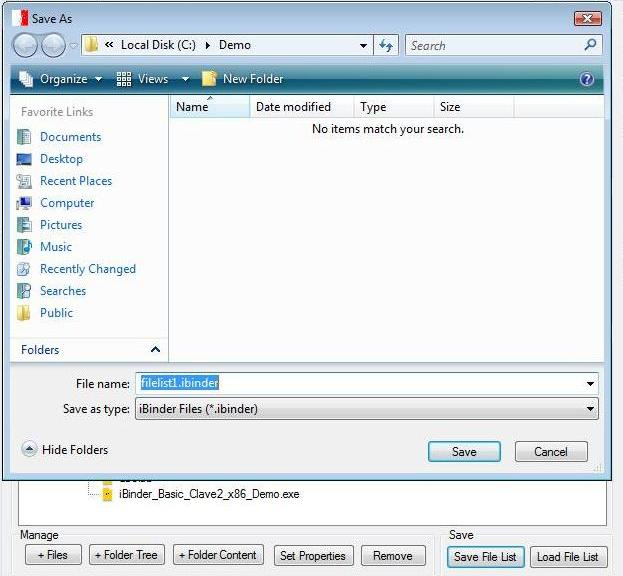 Save As
« Local Disk (C:) Demo
Search
Organize Views New Folder ?
Favorite Links
Documents
Desktop
Recent Places
Computer
Pictures
Music
Recently Changed
Searches
Public
Folders
Name Date modified Type Size
No items match your search.
File name: filelist1.ibinder
Save as type: iBinder Files (*.ibinder)
Hide Folders Save Cancel
iBinder_Basic_Clave2_x86_Demo.exe
Manage Save
+ Files + Folder Tree + Folder Content Set Properties Remove Save File List Load File List